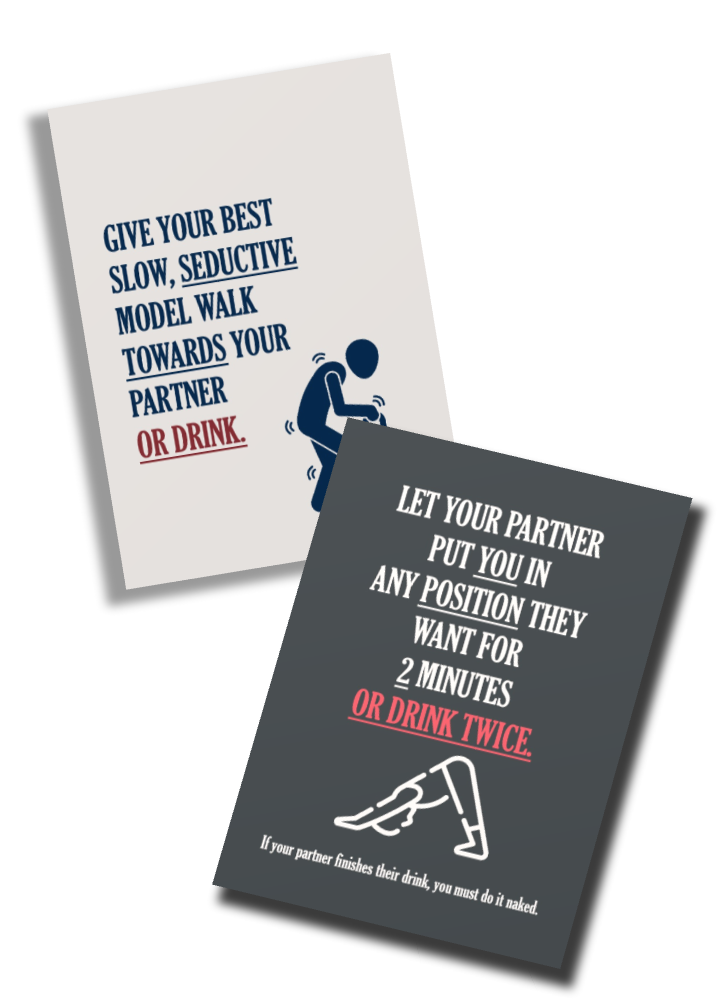 GIVE YOUR BEST
SLOW, SEDUCTIVE
MODEL WALK
TOWARDS YOUR
PARTNER
OR DRINK.
LET YOUR PARTNER
PUT YOU IN
ANY POSITION THEY
WANT FOR
2 MINUTES
OR DRINK TWICE.
If your partner finishes their drink, you must do it naked.